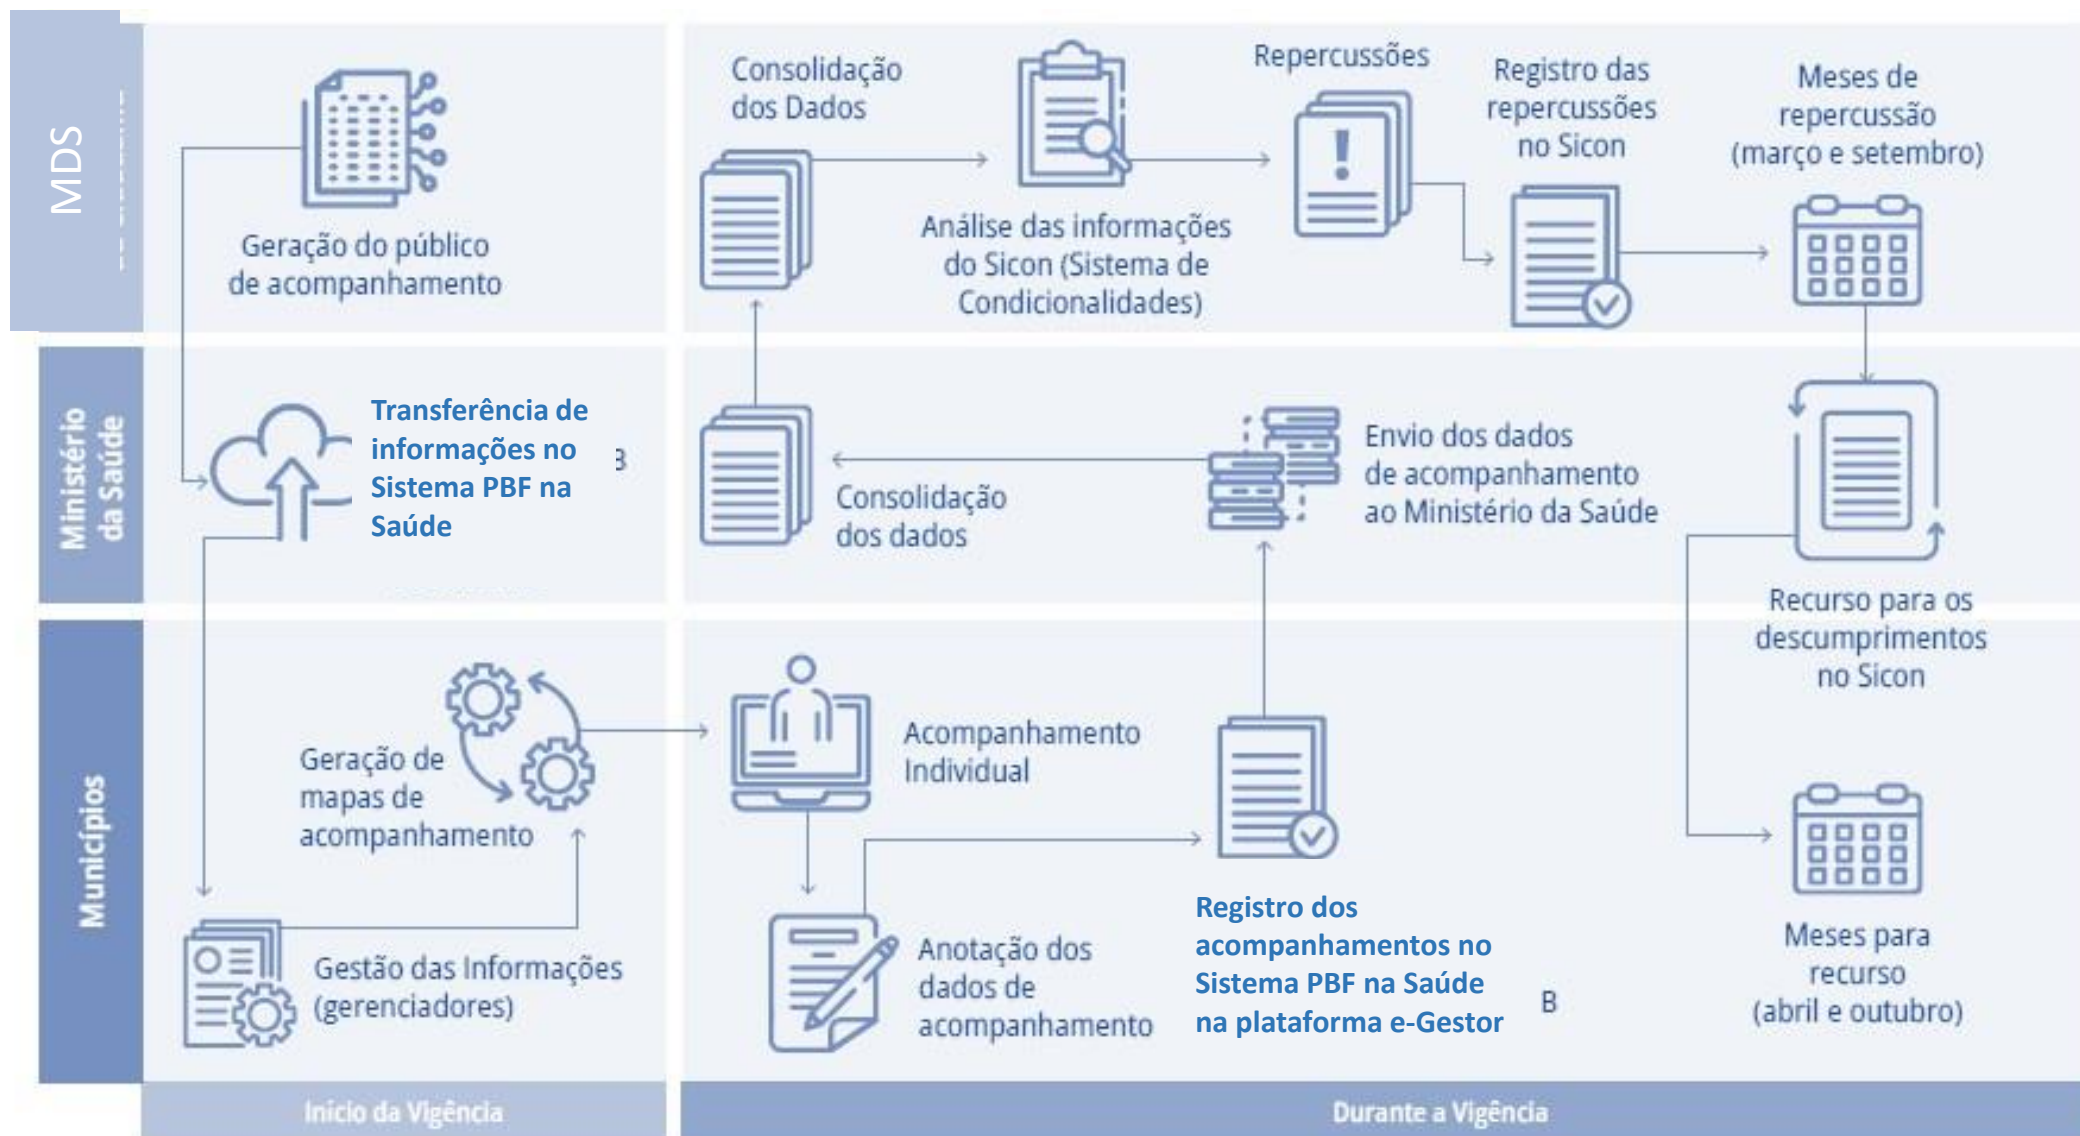 MDS
Geração do público
de acompanhamento
Consolidação
dos Dados
Análise das informações
do Sicon (Sistema de
Condicionalidades)
Repercussões
Registro das
repercussões
no Sicon
Meses de
repercussão
(março e setembro)
Ministério
da Saúde
Transferência de
informações no
Sistema PBF na
Saúde
Consolidação
dos dados
Envio dos dados
de acompanhamento
ao Ministério da Saúde
Recurso para os
descumprimentos
no Sicon
Municípios
Geração de
mapas de
acompanhamento
Gestão das Informações
(gerenciadores)
Acompanhamento
Individual
Anotação dos
dados de
acompanhamento
Registro dos
acompanhamentos no
Sistema PBF na Saúde
na plataforma e-Gestor
B
Meses para
recurso
(abril e outubro)
Início da Vigência
Durante a Vigência